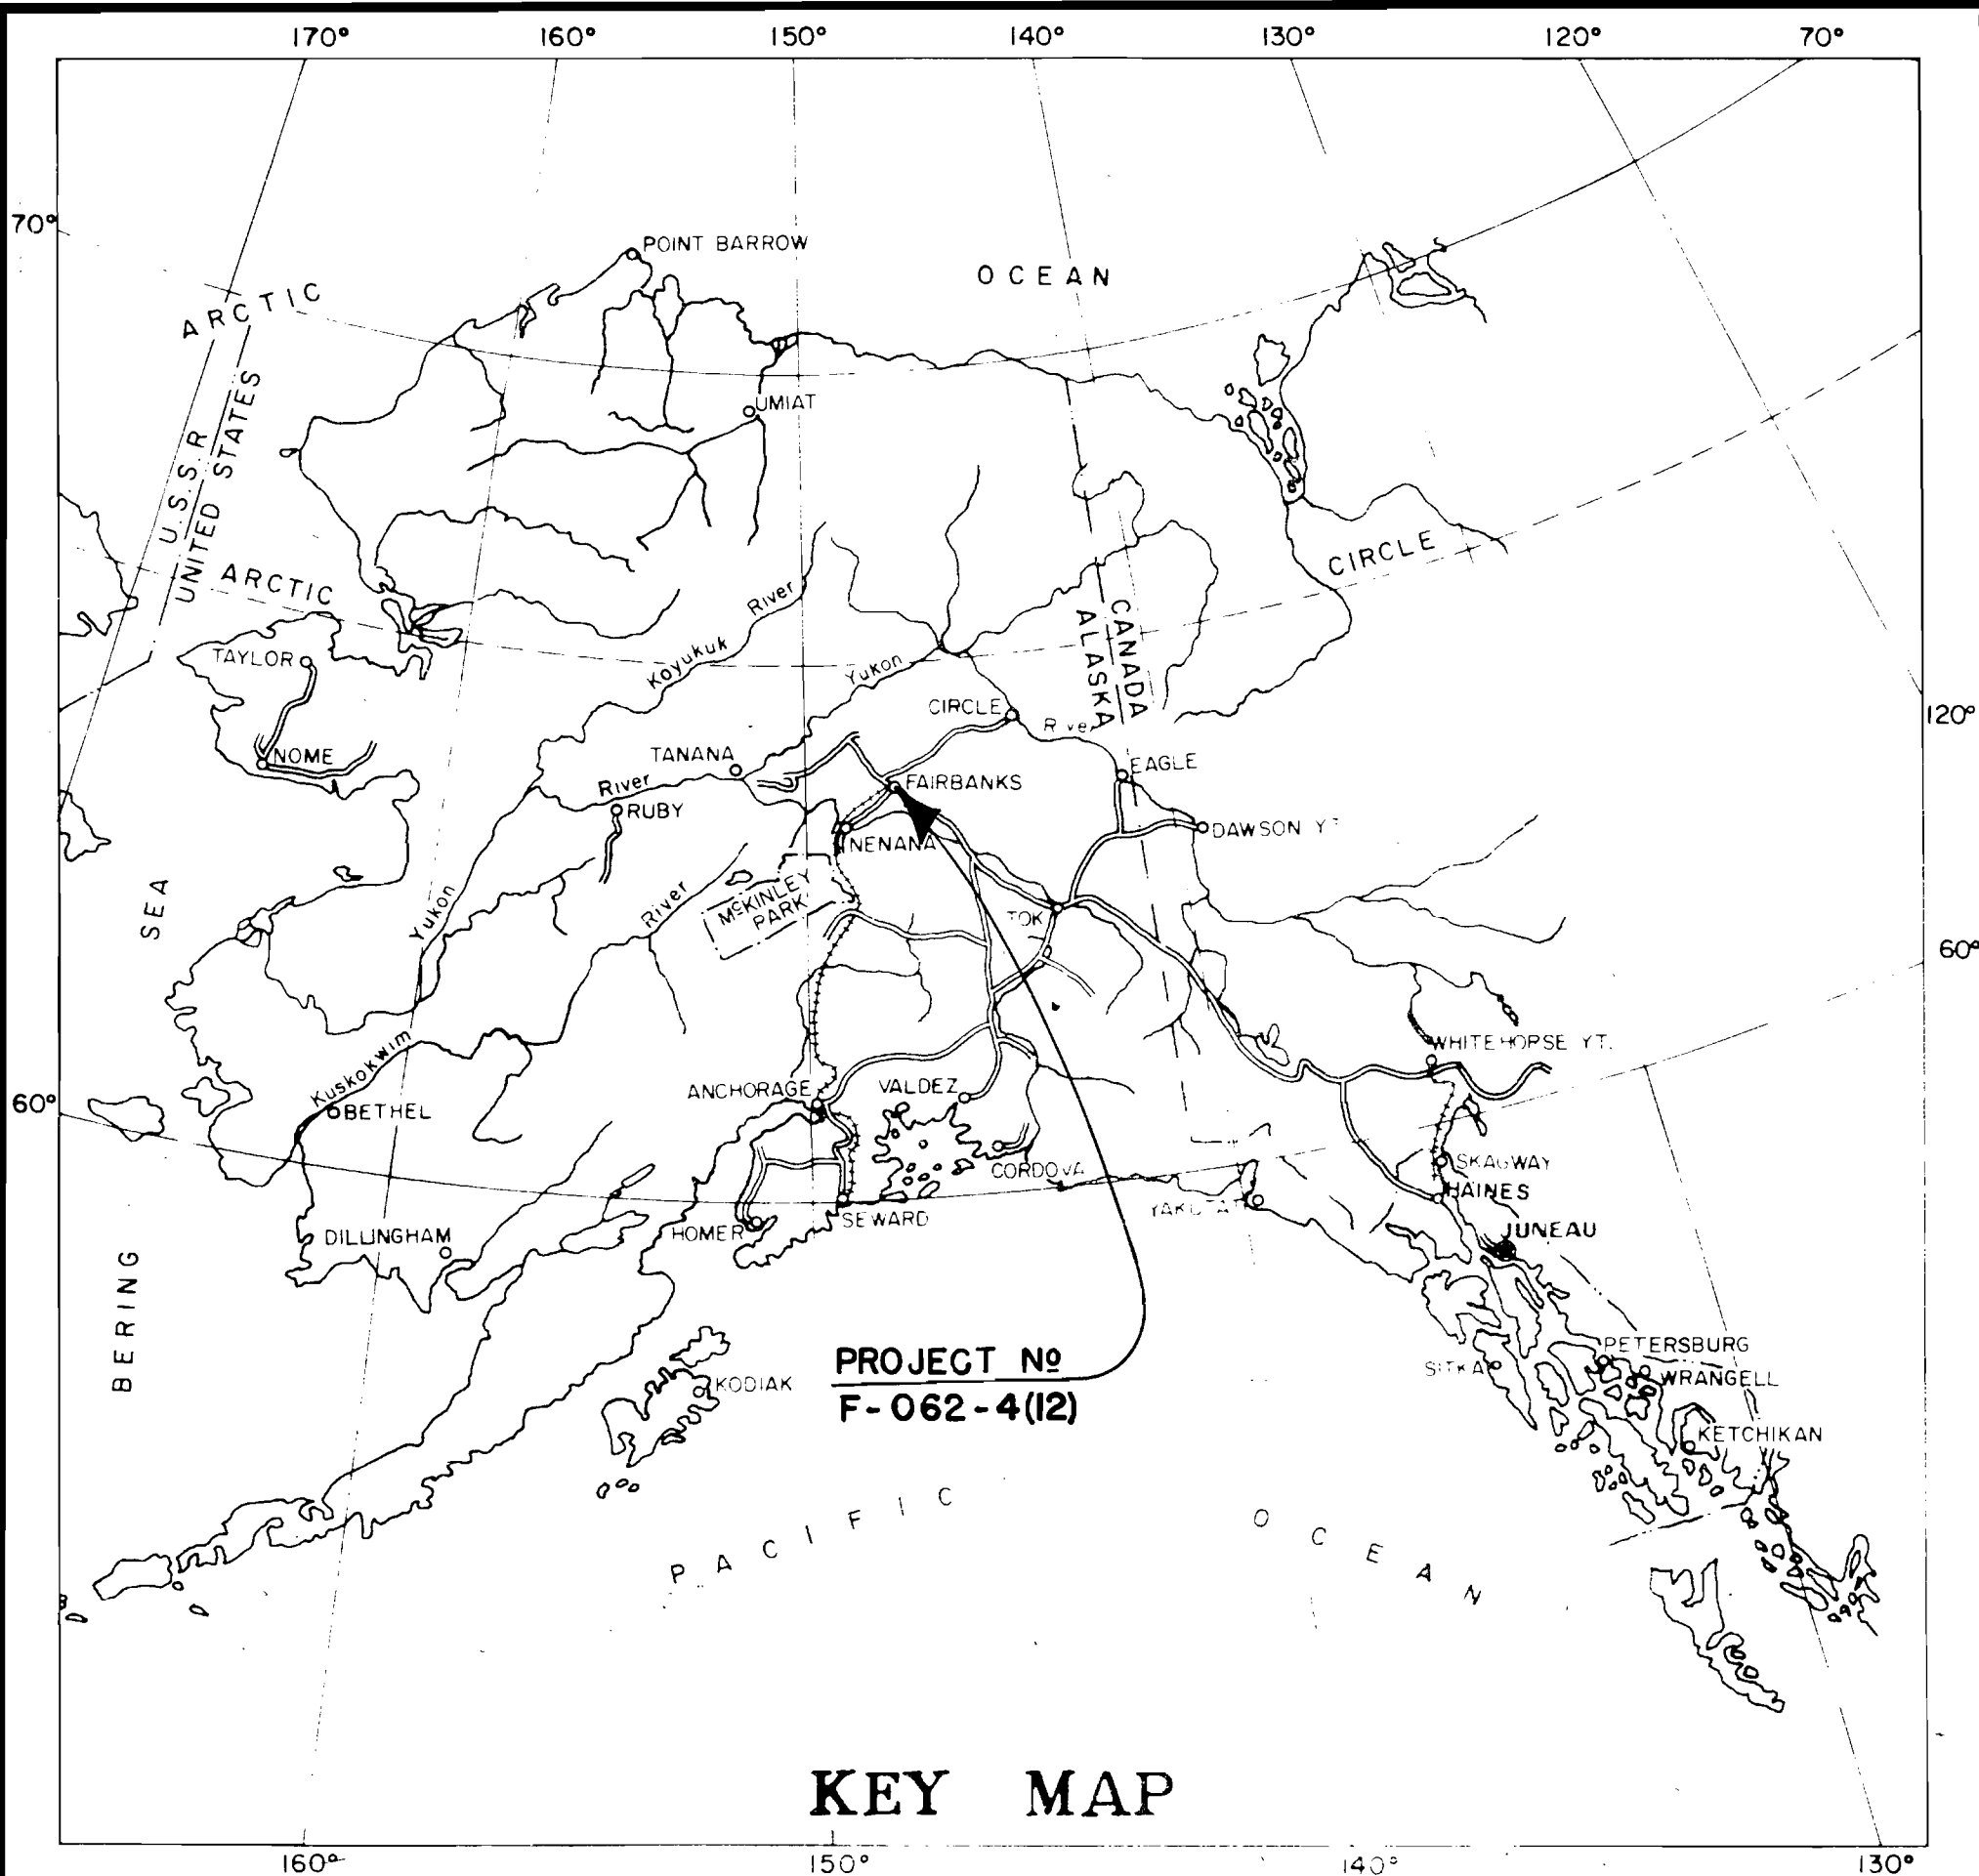 170° 160° 150° 140° 130° 120° 70°
70°
POINT BARROW
OCEAN
ARCTIC
UMIAT
U.S.S.R
UNITED STATES
ARCTIC
CIRCLE
CANADA
ALASKA
TAYLOR
Koyukuk River
Yukon
CIRCLE
River
120°
NOME
TANANA
EAGLE
River
FAIRBANKS
RUBY
DAWSON YT
NENANA
McKINLEY
PARK
TOK
SEA
Yukon
River
60°
Kuskokwim
WHITEHORSE YT.
60°
BETHEL
ANCHORAGE
VALDEZ
CORDOVA
SKAGWAY
HAINES
YAKUTAT
SEWARD
HOMER
DILLINGHAM
JUNEAU
BERING
PROJECT Nº
F-062-4(12)
KODIAK
SITKA
PETERSBURG
WRANGELL
KETCHIKAN
PACIFIC
OCEAN
KEY MAP
160° 150° 140° 130°